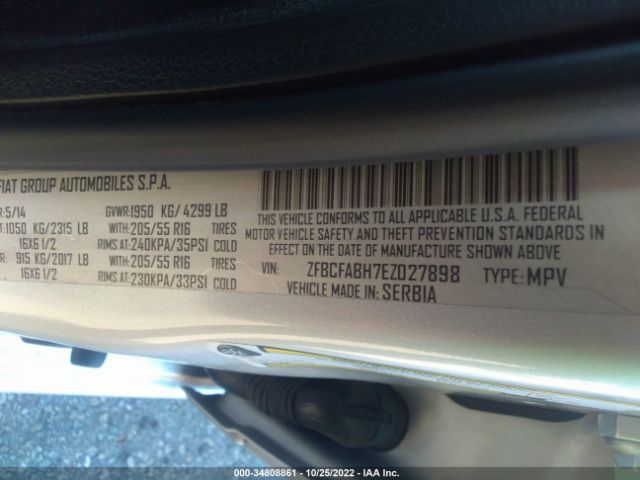 FIAT GROUP AUTOMOBILES S.P.A.
R:5/14 GVWR:1950 KG/ 4299 LB
1050 KG/2315 LB WITH:205/55 R16 TIRES
16X6 1/2 RIMS AT:240KPA/35PSI COLD
R: 915 KG/2017 LB WITH:205/55 R16 TIRES
16X6 1/2 RIMS AT:230KPA/33PSI COLD
THIS VEHICLE CONFORMS TO ALL APPLICABLE U.S.A. FEDERAL
MOTOR VEHICLE SAFETY AND THEFT PREVENTION STANDARDS IN
EFFECT ON THE DATE OF MANUFACTURE SHOWN ABOVE.
VIN: ZFBCFABH7EZ027898 TYPE: MPV
VEHICLE MADE IN: SERBIA
000-34808861 - 10/25/2022 - IAA Inc.